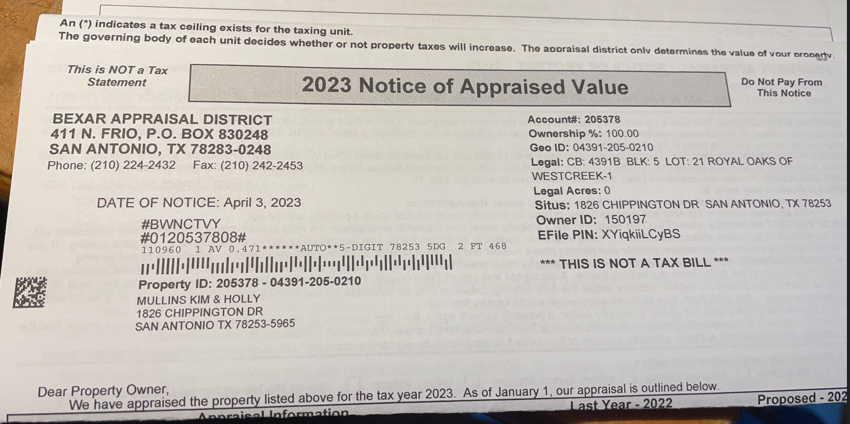 An (*) indicates a tax ceiling exists for the taxing unit.
The governing body of each unit decides whether or not property taxes will increase. The appraisal district only determines the value of your property.
This is NOT a Tax
Statement
2023 Notice of Appraised Value
Do Not Pay From
This Notice
BEXAR APPRAISAL DISTRICT
411 N. FRIO, P.O. BOX 830248
SAN ANTONIO, TX 78283-0248
Phone: (210) 224-2432 Fax: (210) 242-2453
DATE OF NOTICE: April 3, 2023
#BWNCTVY
#0120537808#
110960 1 AV 0.471******AUTO**5-DIGIT 78253 5DG 2 FT 468
Property ID: 205378 - 04391-205-0210
MULLINS KIM & HOLLY
1826 CHIPPINGTON DR
SAN ANTONIO TX 78253-5965
Account#: 205378
Ownership %: 100.00
Geo ID: 04391-205-0210
Legal: CB: 4391B BLK: 5 LOT: 21 ROYAL OAKS OF
WESTCREEK-1
Legal Acres: 0
Situs: 1826 CHIPPINGTON DR SAN ANTONIO, TX 78253
Owner ID: 150197
EFile PIN: XYiqkiiLCyBS
*** THIS IS NOT A TAX BILL ***
Dear Property Owner,
We have appraised the property listed above for the tax year 2023. As of January 1, our appraisal is outlined below.
Appraisal Information
Last Year - 2022
Proposed - 202